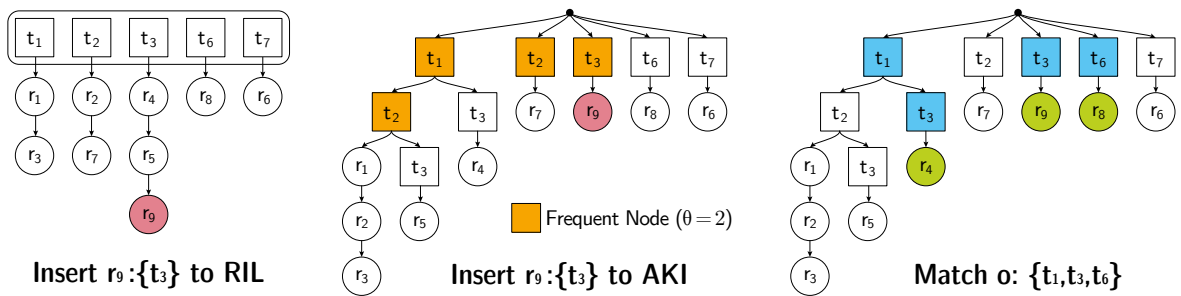 t1 t2 t3 t6 t7
r1 r2 r4 r8 r6
r3 r7 r5
r9
Insert r9:{t3} to RIL
t1 t2 t3 t6 t7
t2 t3 r7 r9 r8 r6
r1 t3 r4
r2 r5
r3
Frequent Node (θ=2)
Insert r9:{t3} to AKI
t1 t2 t3 t6 t7
t2 t3 r7 r9 r8 r6
r1 t3 r4
r2 r5
r3
Match o: {t1,t3,t6}